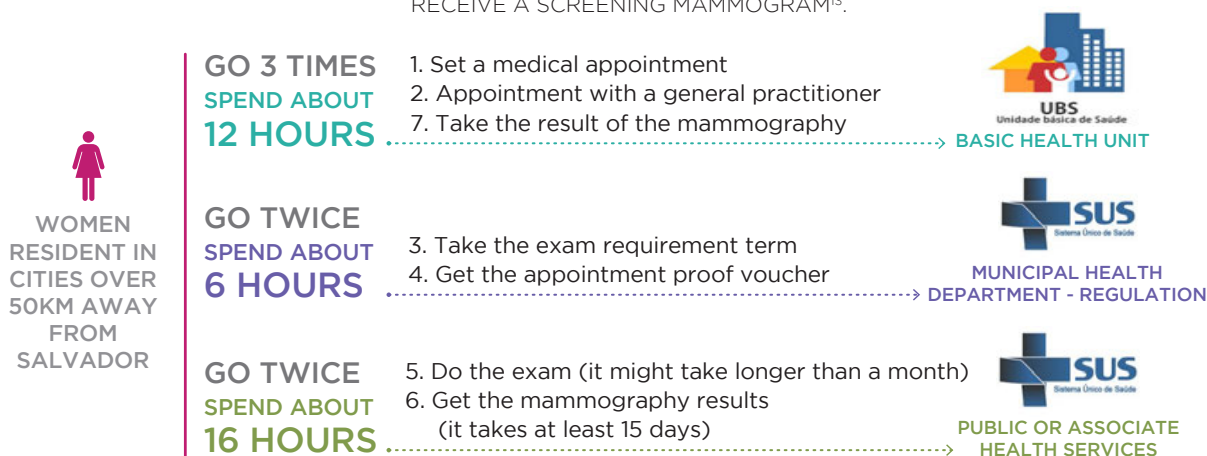 RECEIVE A SCREENING MAMMOGRAM¹³.
WOMEN
RESIDENT IN
CITIES OVER
50KM AWAY
FROM
SALVADOR
GO 3 TIMES
SPEND ABOUT
12 HOURS
1. Set a medical appointment
2. Appointment with a general practitioner
7. Take the result of the mammography
UBS
Unidade básica de Saúde
BASIC HEALTH UNIT
GO TWICE
SPEND ABOUT
6 HOURS
3. Take the exam requirement term
4. Get the appointment proof voucher
SUS
Sistema Único de Saúde
MUNICIPAL HEALTH
DEPARTMENT - REGULATION
GO TWICE
SPEND ABOUT
16 HOURS
5. Do the exam (it might take longer than a month)
6. Get the mammography results
(it takes at least 15 days)
SUS
Sistema Único de Saúde
PUBLIC OR ASSOCIATE
HEALTH SERVICES